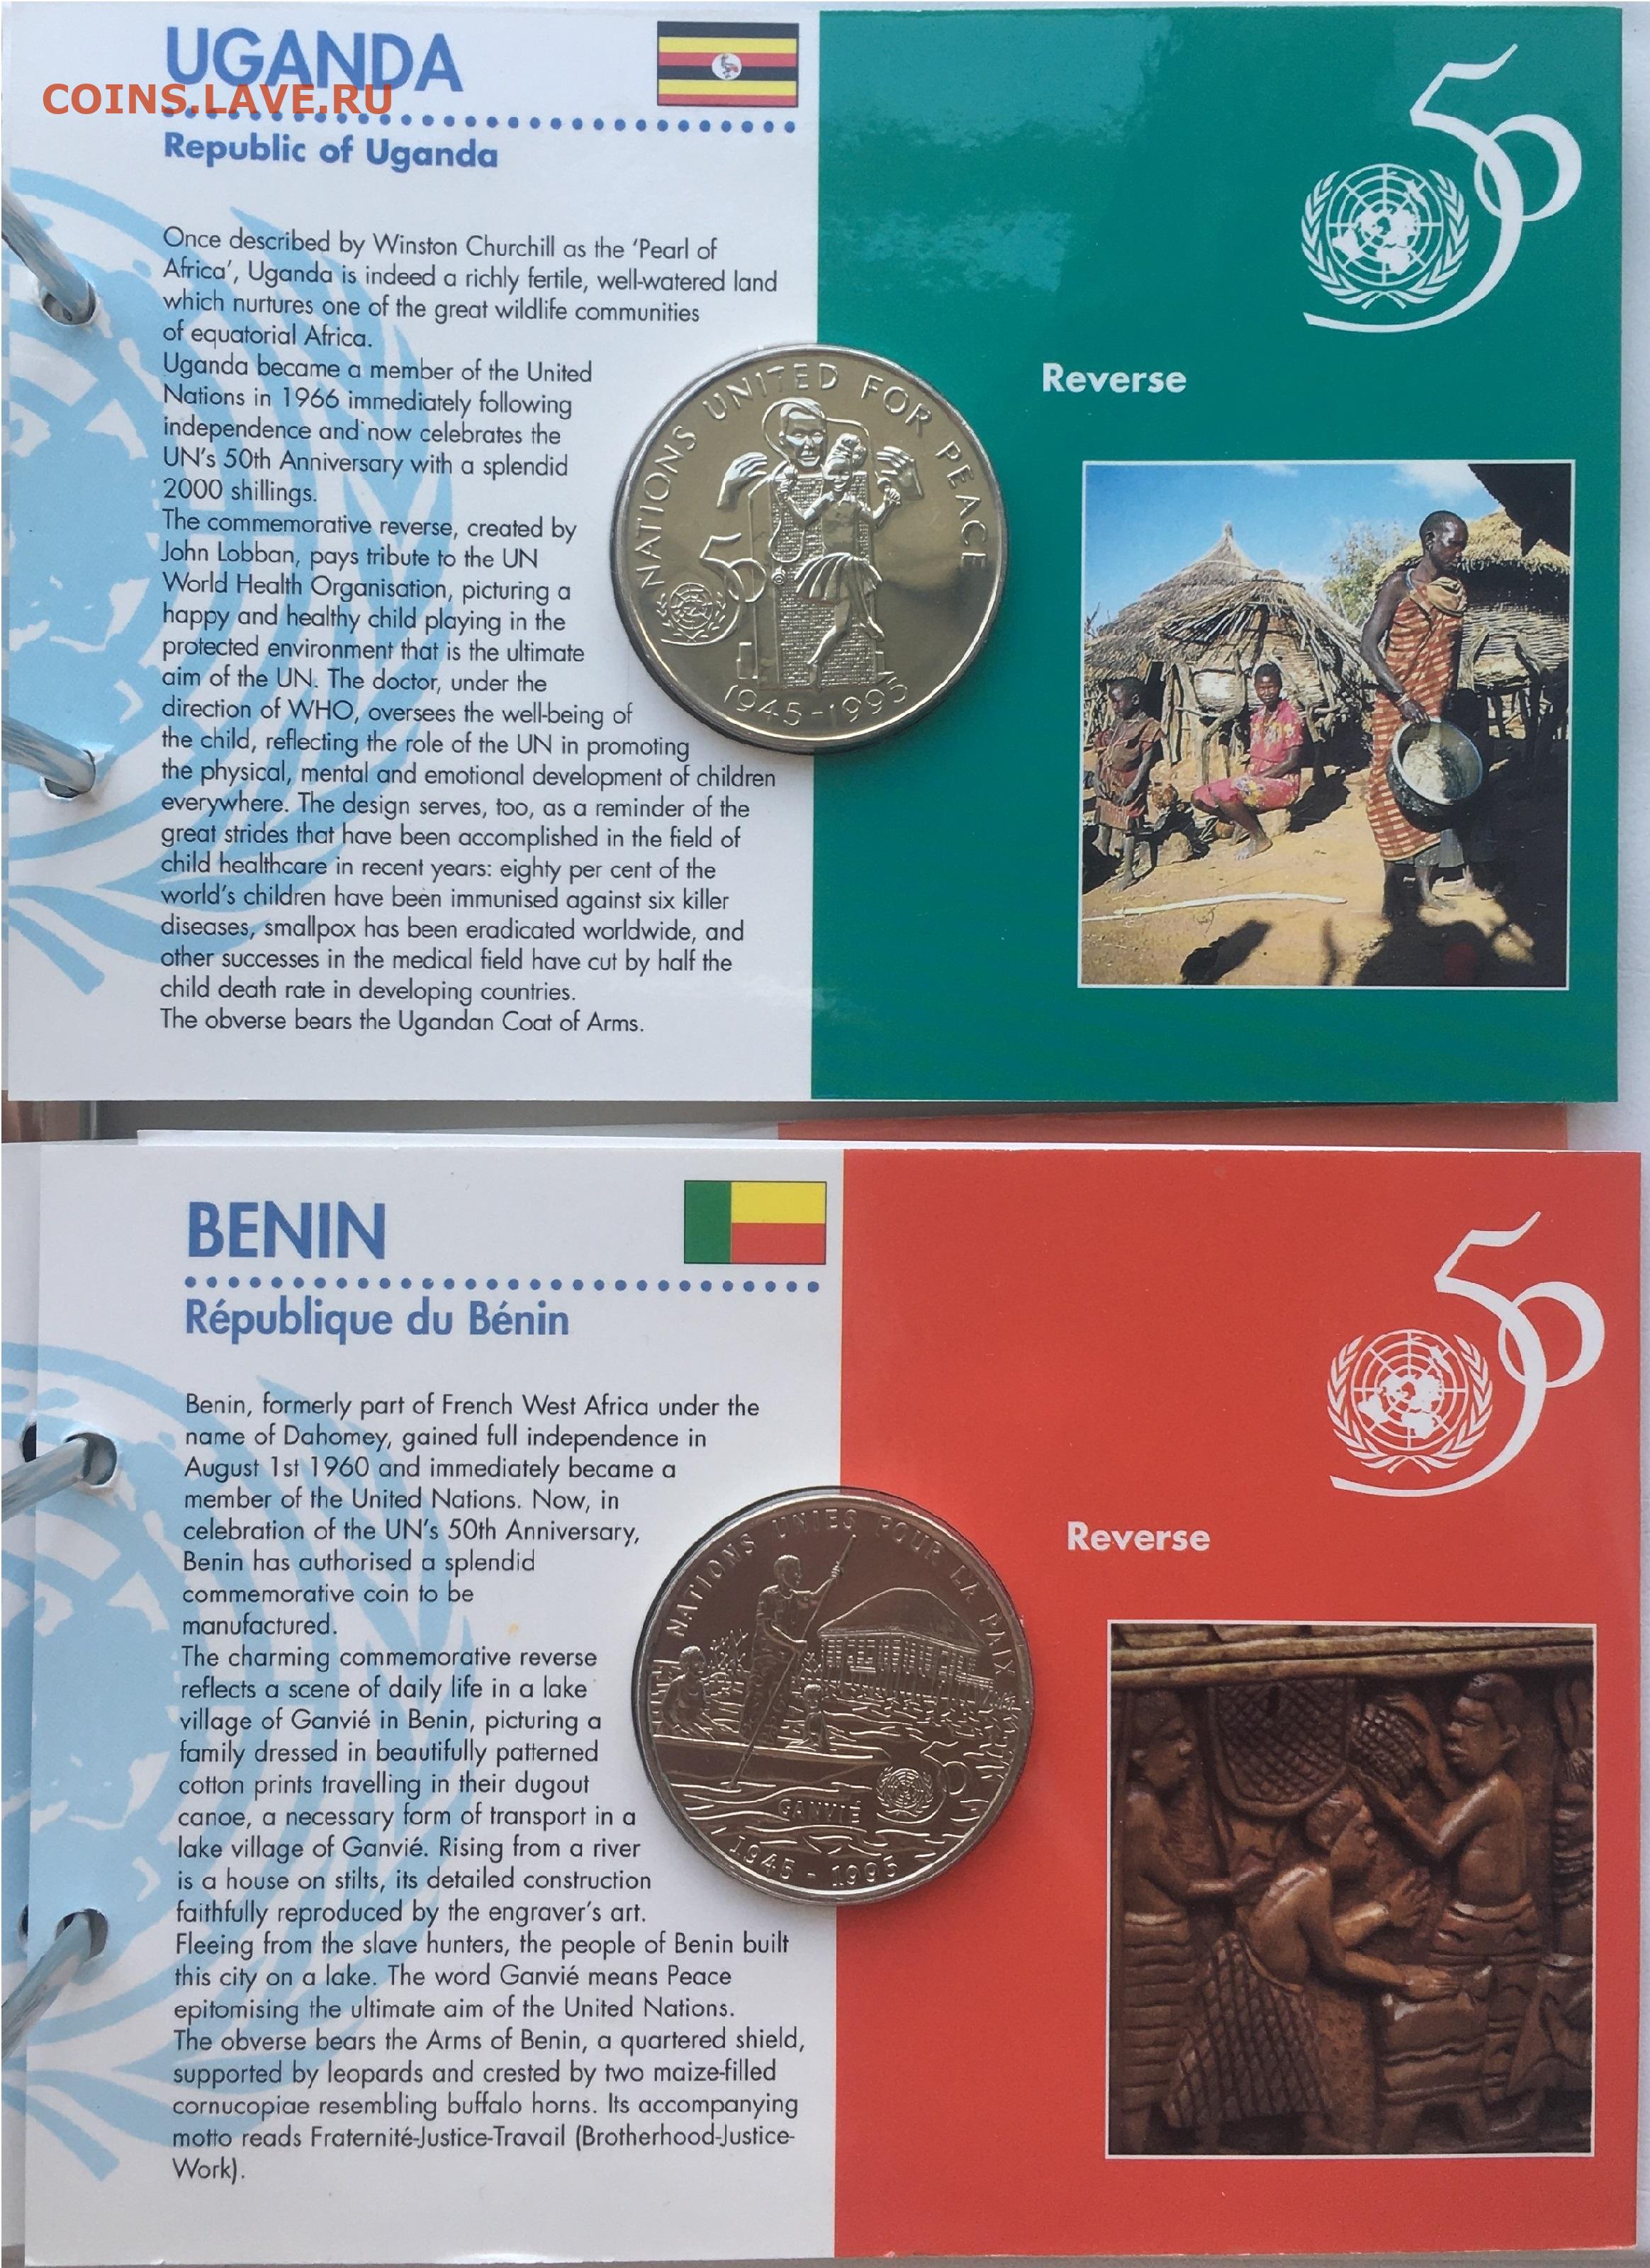 UGANDA
COINS.LAVE.RU
Republic of Uganda
Once described by Winston Churchill as the 'Pearl of
Africa', Uganda is indeed a richly fertile, well-watered land
which nurtures one of the great wildlife communities
of equatorial Africa.
Uganda became a member of the United
Nations in 1966 immediately following
independence and now celebrates the
UN's 50th Anniversary with a splendid
2000 shillings.
The commemorative reverse, created by
John Lobban, pays tribute to the UN
World Health Organisation, picturing a
happy and healthy child playing in the
protected environment that is the ultimate
aim of the UN. The doctor, under the
direction of WHO, oversees the well-being of
the child, reflecting the role of the UN in promoting
the physical, mental and emotional development of children
everywhere. The design serves, too, as a reminder of the
great strides that have been accomplished in the field of
child healthcare in recent years: eighty per cent of the
world's children have been immunised against six killer
diseases, smallpox has been eradicated worldwide, and
other successes in the medical field have cut by half the
child death rate in developing countries.
The obverse bears the Ugandan Coat of Arms.
NATIONS UNITED FOR PEACE
50
1945-1995
50
Reverse
BENIN
République du Bénin
Benin, formerly part of French West Africa under the
name of Dahomey, gained full independence in
August 1st 1960 and immediately became a
member of the United Nations. Now, in
celebration of the UN's 50th Anniversary,
Benin has authorised a splendid
commemorative coin to be
manufactured.
The charming commemorative reverse
reflects a scene of daily life in a lake
village of Ganvié in Benin, picturing a
family dressed in beautifully patterned
cotton prints travelling in their dugout
canoe, a necessary form of transport in a
lake village of Ganvié. Rising from a river
is a house on stilts, its detailed construction
faithfully reproduced by the engraver's art.
Fleeing from the slave hunters, the people of Benin built
this city on a lake. The word Ganvié means Peace
epitomising the ultimate aim of the United Nations.
The obverse bears the Arms of Benin, a quartered shield,
supported by leopards and crested by two maize-filled
cornucopiae resembling buffalo horns. Its accompanying
motto reads Fraternité-Justice-Travail (Brotherhood-Justice-
Work).
NATIONS UNIES POUR LA PAIX
50
GANVIÉ
1945 - 1995
50
Reverse